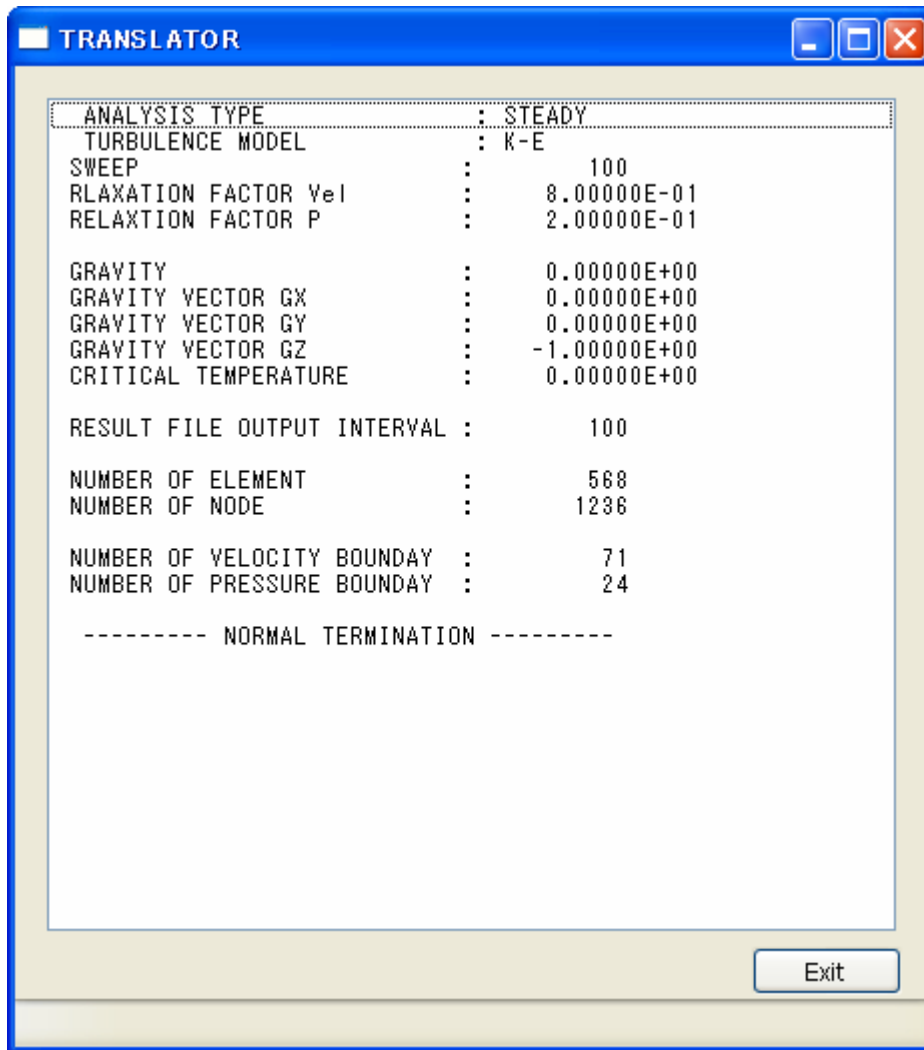 TRANSLATOR
ANALYSIS TYPE : STEADY
TURBULENCE MODEL : K-E
SWEEP : 100
RLAXATION FACTOR Vel : 8.00000E-01
RELAXTION FACTOR P : 2.00000E-01
GRAVITY : 0.00000E+00
GRAVITY VECTOR GX : 0.00000E+00
GRAVITY VECTOR GY : 0.00000E+00
GRAVITY VECTOR GZ : -1.00000E+00
CRITICAL TEMPERATURE : 0.00000E+00
RESULT FILE OUTPUT INTERVAL : 100
NUMBER OF ELEMENT : 568
NUMBER OF NODE : 1236
NUMBER OF VELOCITY BOUNDAY : 71
NUMBER OF PRESSURE BOUNDAY : 24
--------- NORMAL TERMINATION ---------
Exit